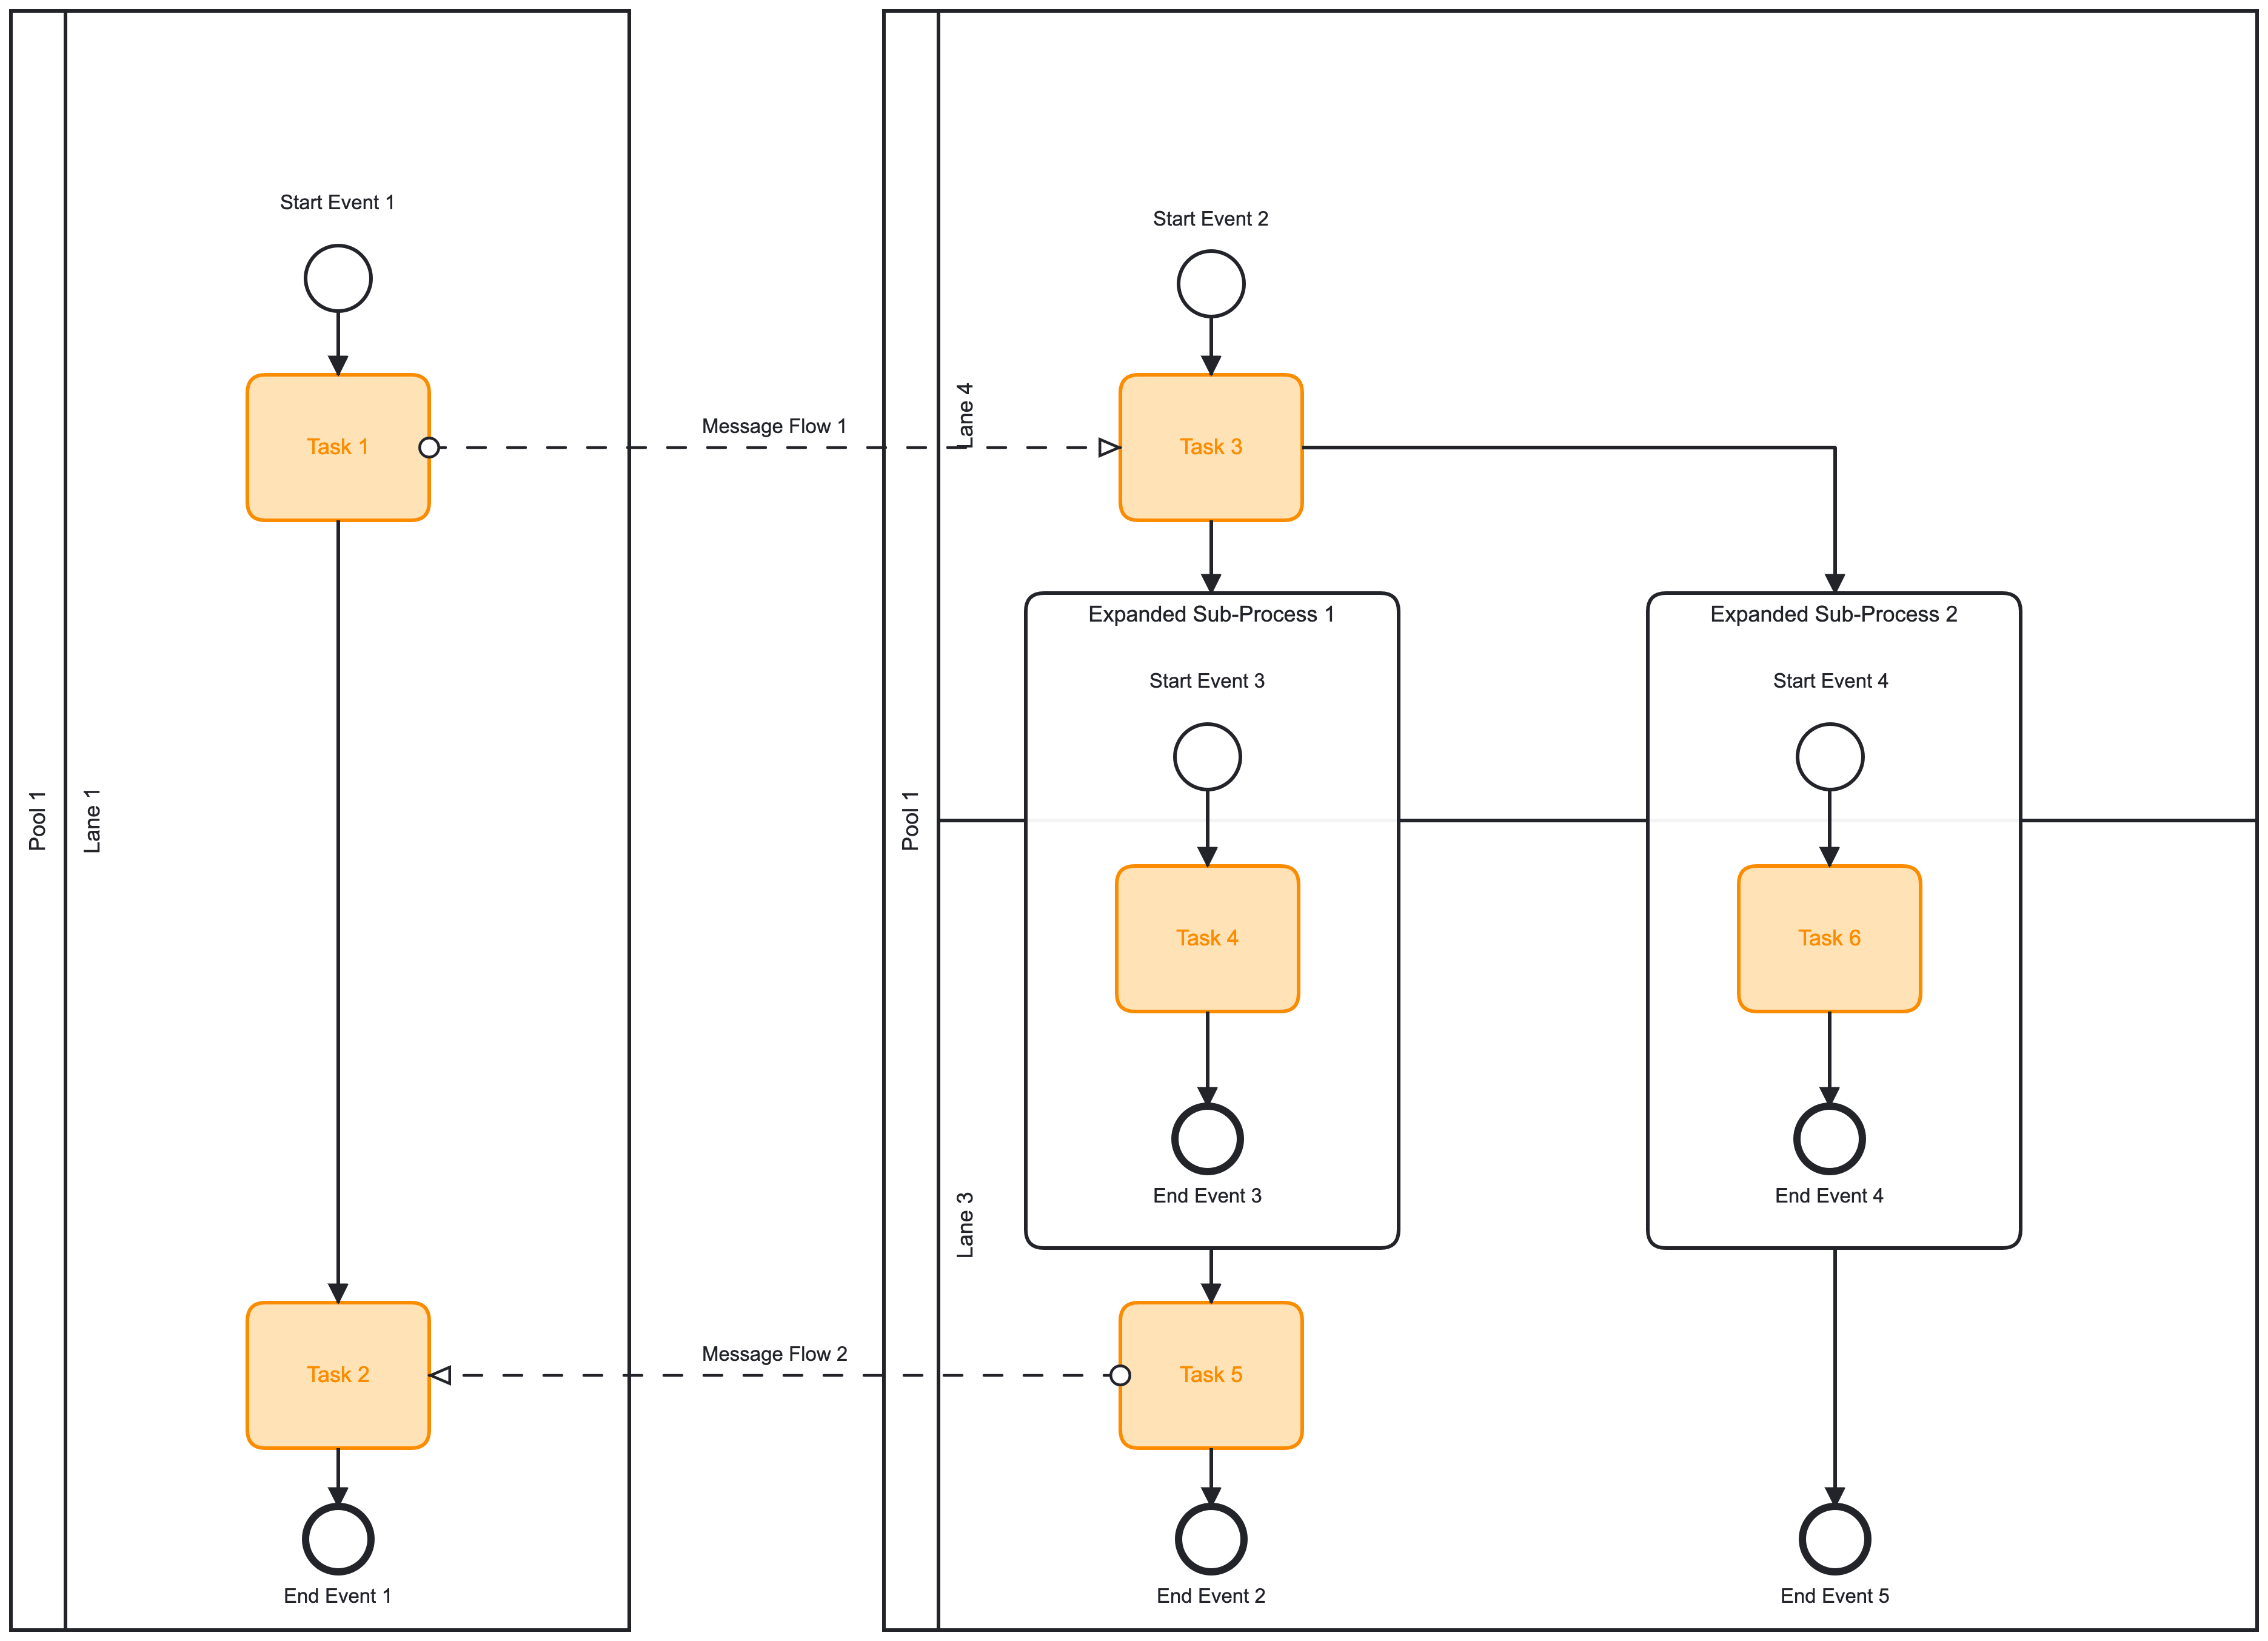 Pool 1
Lane 1
Start Event 1
Task 1
Task 2
End Event 1
Message Flow 1
Message Flow 2
Pool 1
Lane 4
Lane 3
Start Event 2
Task 3
Expanded Sub-Process 1
Start Event 3
Task 4
End Event 3
Task 5
End Event 2
Expanded Sub-Process 2
Start Event 4
Task 6
End Event 4
End Event 5